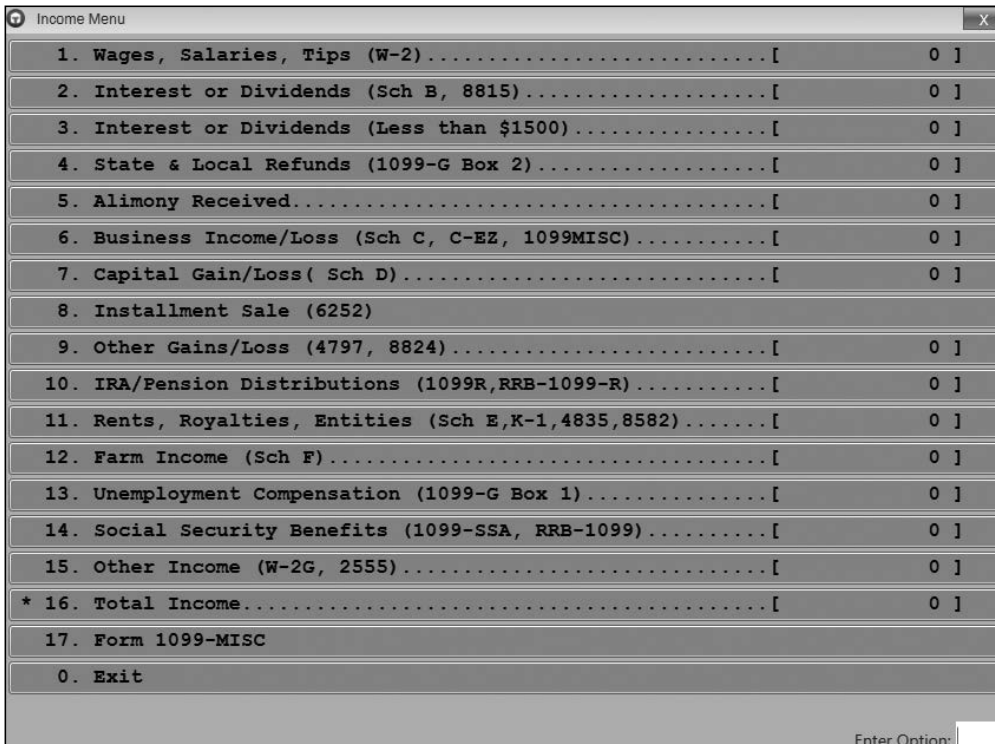 Income Menu
X
1. Wages, Salaries, Tips (W-2)............................[ 0 ]
2. Interest or Dividends (Sch B, 8815)....................[ 0 ]
3. Interest or Dividends (Less than $1500)................[ 0 ]
4. State & Local Refunds (1099-G Box 2)...................[ 0 ]
5. Alimony Received.......................................[ 0 ]
6. Business Income/Loss (Sch C, C-EZ, 1099MISC)...........[ 0 ]
7. Capital Gain/Loss( Sch D)..............................[ 0 ]
8. Installment Sale (6252)
9. Other Gains/Loss (4797, 8824)..........................[ 0 ]
10. IRA/Pension Distributions (1099R,RRB-1099-R)...........[ 0 ]
11. Rents, Royalties, Entities (Sch E,K-1,4835,8582).......[ 0 ]
12. Farm Income (Sch F)....................................[ 0 ]
13. Unemployment Compensation (1099-G Box 1)...............[ 0 ]
14. Social Security Benefits (1099-SSA, RRB-1099)..........[ 0 ]
15. Other Income (W-2G, 2555)..............................[ 0 ]
* 16. Total Income...........................................[ 0 ]
17. Form 1099-MISC
0. Exit
Enter Option: